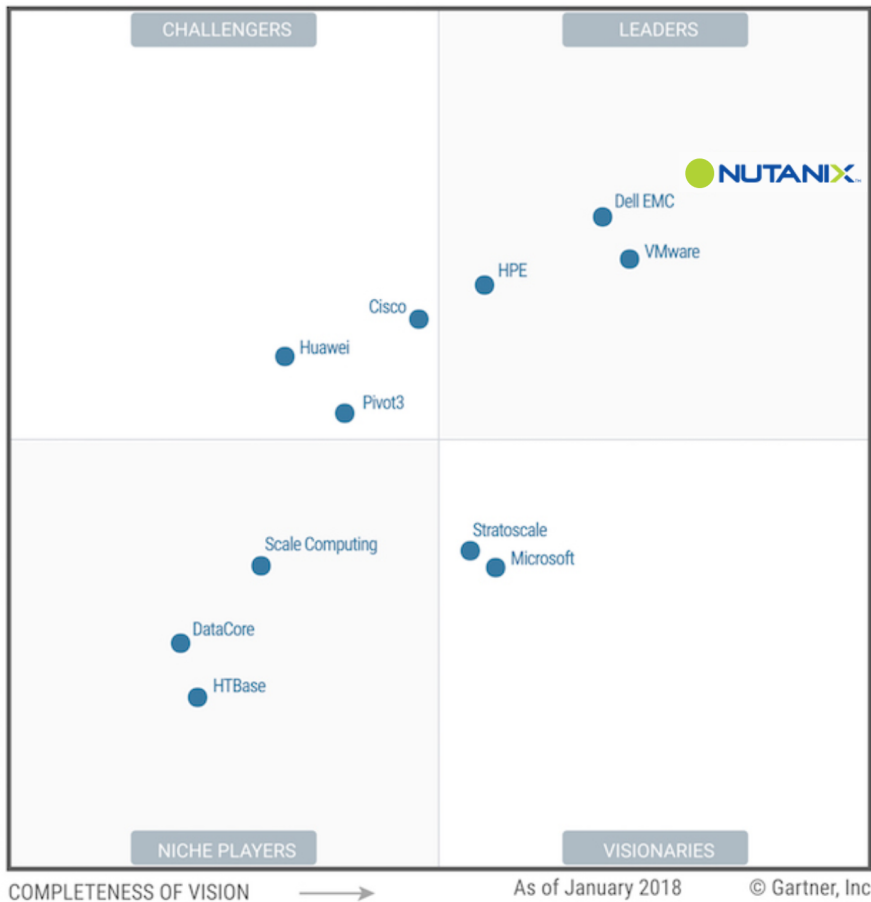 CHALLENGERS
LEADERS
NUTANIX™
Dell EMC
VMware
HPE
Cisco
Huawei
Pivot3
Stratoscale
Scale Computing
Microsoft
DataCore
HTBase
NICHE PLAYERS
VISIONARIES
COMPLETENESS OF VISION
As of January 2018
© Gartner, Inc